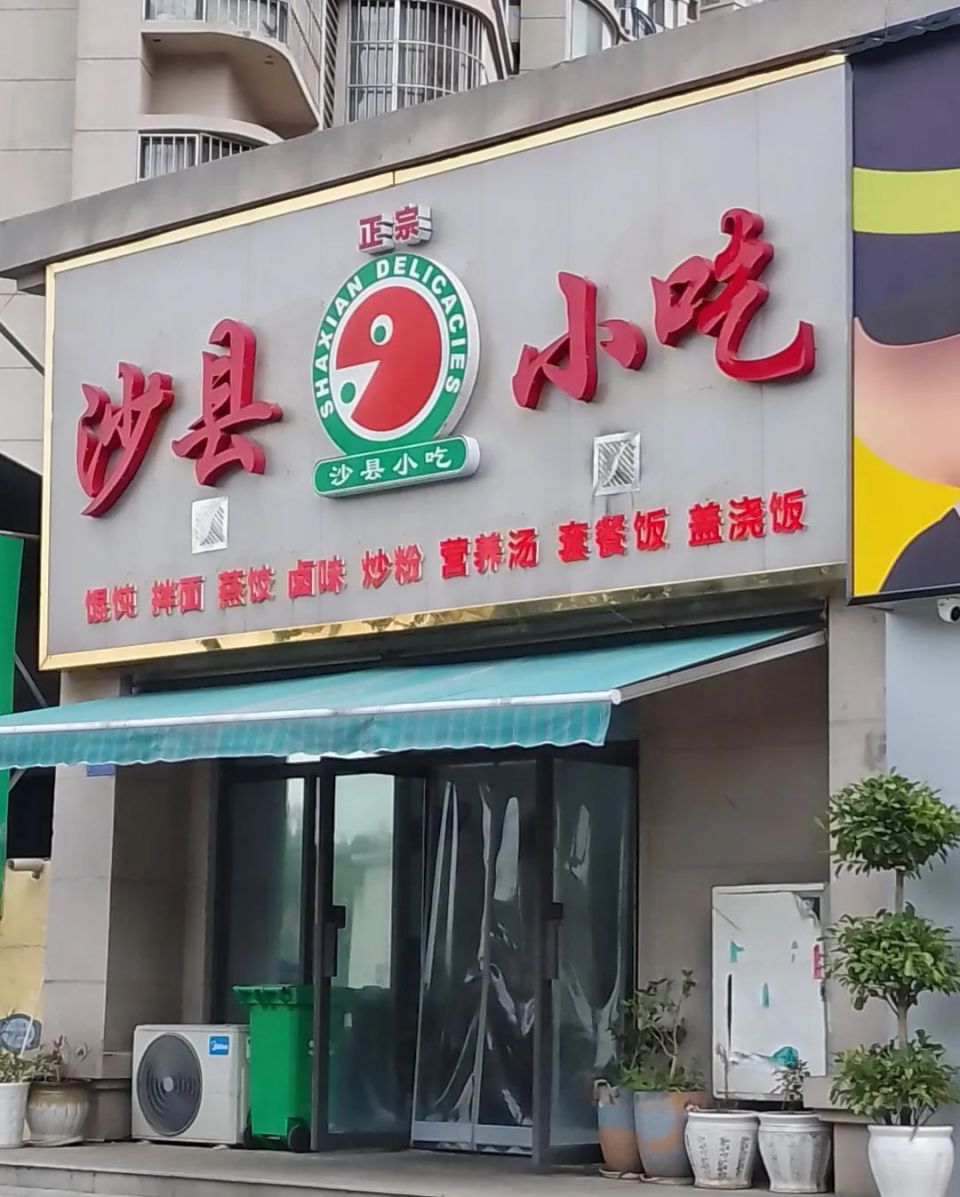 正宗
沙县 小吃
SHAXIAN DELICACIES
沙县小吃
馄饨 拌面 蒸饺 卤味 炒粉 营养汤 套餐饭 盖浇饭
Midea